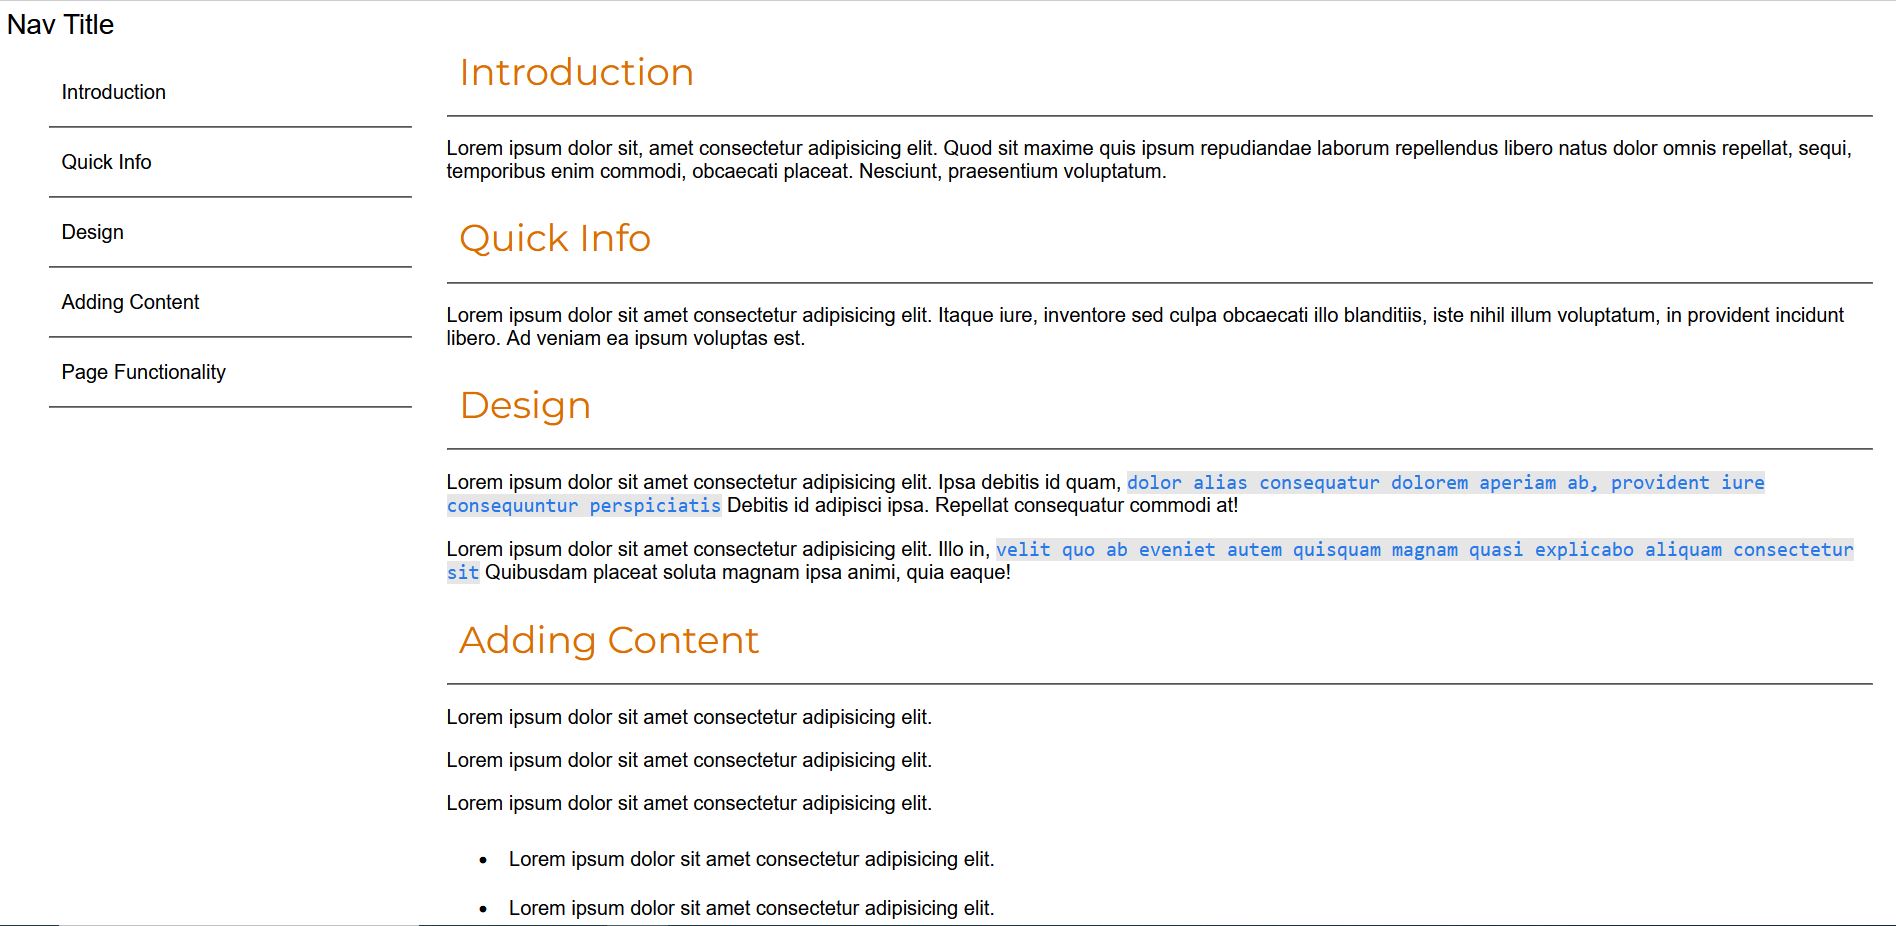 Nav Title
Introduction
Quick Info
Design
Adding Content
Page Functionality
Introduction
Lorem ipsum dolor sit, amet consectetur adipisicing elit. Quod sit maxime quis ipsum repudiandae laborum repellendus libero natus dolor omnis repellat, sequi,
temporibus enim commodi, obcaecati placeat. Nesciunt, praesentium voluptatum.
Quick Info
Lorem ipsum dolor sit amet consectetur adipisicing elit. Itaque iure, inventore sed culpa obcaecati illo blanditiis, iste nihil illum voluptatum, in provident incidunt
libero. Ad veniam ea ipsum voluptas est.
Design
Lorem ipsum dolor sit amet consectetur adipisicing elit. Ipsa debitis id quam, dolor alias consequatur dolorem aperiam ab, provident iure
consequuntur perspiciatis Debitis id adipisci ipsa. Repellat consequatur commodi at!
Lorem ipsum dolor sit amet consectetur adipisicing elit. Illo in, velit quo ab eveniet autem quisquam magnam quasi explicabo aliquam consectetur
sit Quibusdam placeat soluta magnam ipsa animi, quia eaque!
Adding Content
Lorem ipsum dolor sit amet consectetur adipisicing elit.
Lorem ipsum dolor sit amet consectetur adipisicing elit.
Lorem ipsum dolor sit amet consectetur adipisicing elit.
• Lorem ipsum dolor sit amet consectetur adipisicing elit.
• Lorem ipsum dolor sit amet consectetur adipisicing elit.